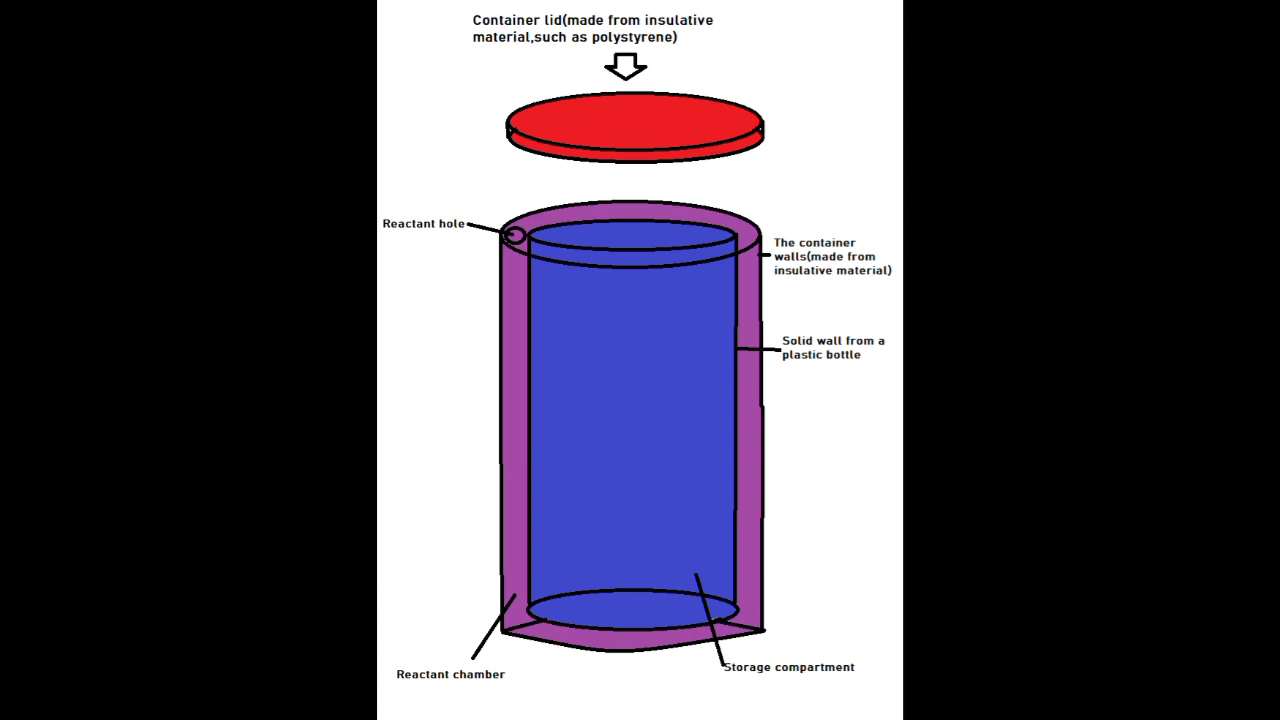 Container lid(made from insulative
material,such as polystyrene)
Reactant hole
The container
walls(made from
insulative material)
Solid wall from a
plastic bottle
Storage compartment
Reactant chamber